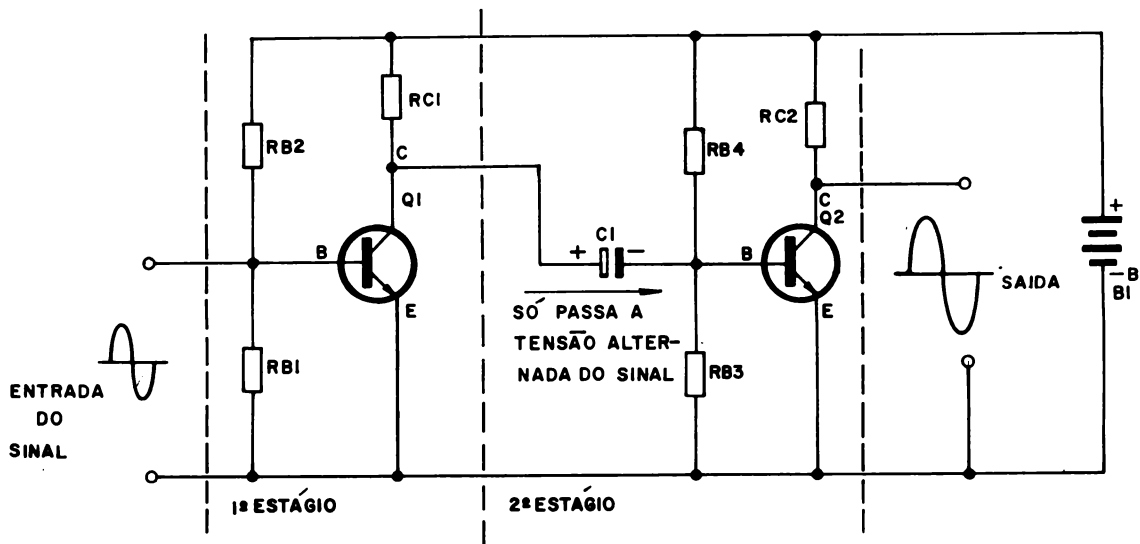 RC1
RB2
C
Q1
B
E
RB1
ENTRADA
DO
SINAL
1º ESTÁGIO
RB4
RC2
C
Q2
B
E
+ C1 −
SÓ PASSA A
TENSÃO ALTER-
NADA DO SINAL
RB3
2º ESTÁGIO
SAIDA
+
−B
B1